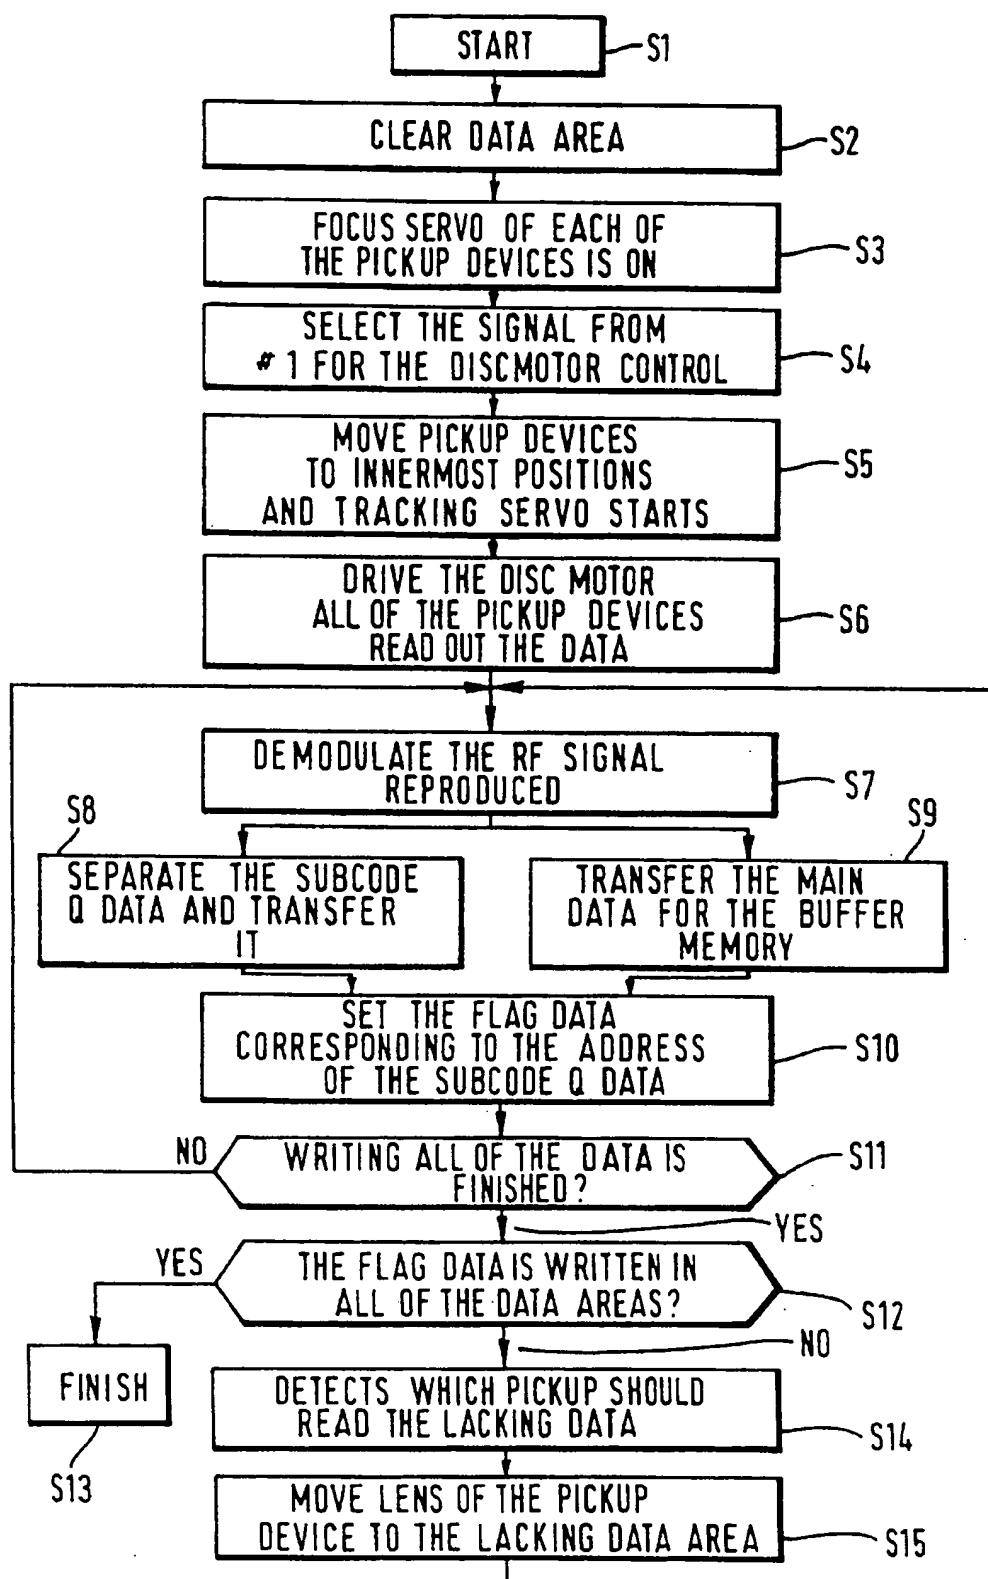 START
S1
CLEAR DATA AREA
S2
FOCUS SERVO OF EACH OF
THE PICKUP DEVICES IS ON
S3
SELECT THE SIGNAL FROM
# 1 FOR THE DISCMOTOR CONTROL
S4
MOVE PICKUP DEVICES
TO INNERMOST POSITIONS
AND TRACKING SERVO STARTS
S5
DRIVE THE DISC MOTOR
ALL OF THE PICKUP DEVICES
READ OUT THE DATA
S6
DEMODULATE THE RF SIGNAL
REPRODUCED
S7
S8
SEPARATE THE SUBCODE
Q DATA AND TRANSFER
IT
S9
TRANSFER THE MAIN
DATA FOR THE BUFFER
MEMORY
SET THE FLAG DATA
CORRESPONDING TO THE ADDRESS
OF THE SUBCODE Q DATA
S10
NO
WRITING ALL OF THE DATA IS
FINISHED?
S11
YES
YES
THE FLAG DATA IS WRITTEN IN
ALL OF THE DATA AREAS?
S12
NO
FINISH
S13
DETECTS WHICH PICKUP SHOULD
READ THE LACKING DATA
S14
MOVE LENS OF THE PICKUP
DEVICE TO THE LACKING DATA AREA
S15